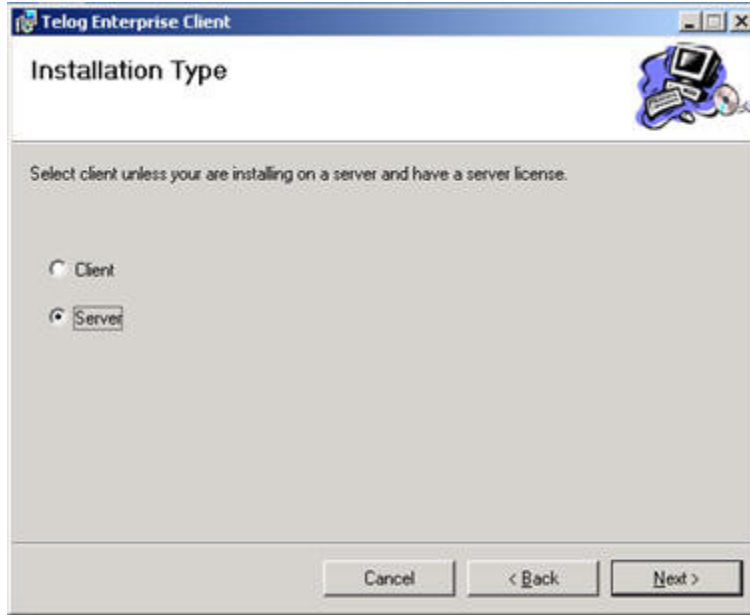 Telog Enterprise Client
Installation Type
Select client unless your are installing on a server and have a server license.
Client
Server
Cancel
< Back
Next >